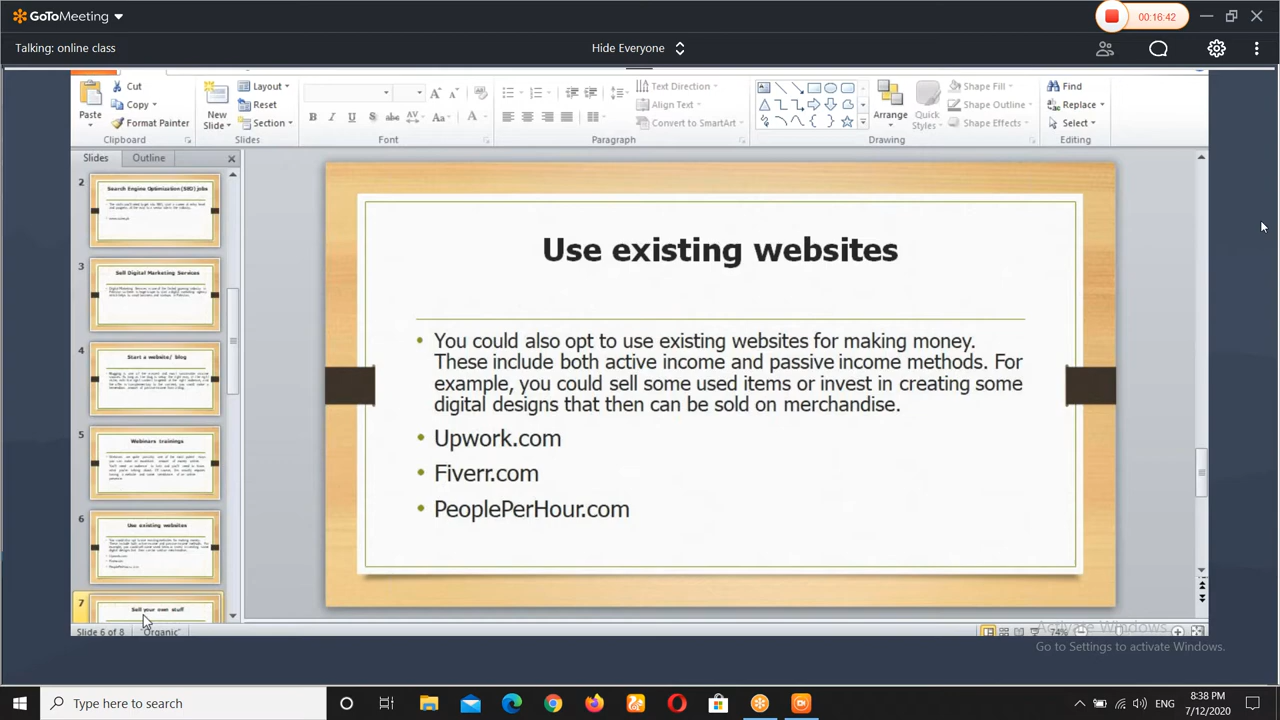 GoToMeeting
00:16:42
Talking: online class
Hide Everyone
Cut
Layout
Text Direction
Shape Fill
Find
Copy
Reset
Align Text
Shape Outline
Replace
Paste
Format Painter
New
Slide
Section
Convert to SmartArt
Arrange
Quick
Styles
Shape Effects
Select
Clipboard
Slides
Font
Paragraph
Drawing
Editing
Slides
Outline
2
Search Engine Optimization (SEO) jobs
3
Sell Digital Marketing Services
4
Start a website/ blog
5
Webinars trainings
6
Use existing websites
7
Sell your own stuff
Use existing websites
• You could also opt to use existing websites for making money.
These include both active income and passive income methods. For
example, you could sell some used items or invest in creating some
digital designs that then can be sold on merchandise.
• Upwork.com
• Fiverr.com
• PeoplePerHour.com
Slide 6 of 8
"Organic"
74%
Activate Windows
Go to Settings to activate Windows.
Type here to search
ENG
8:38 PM
7/12/2020